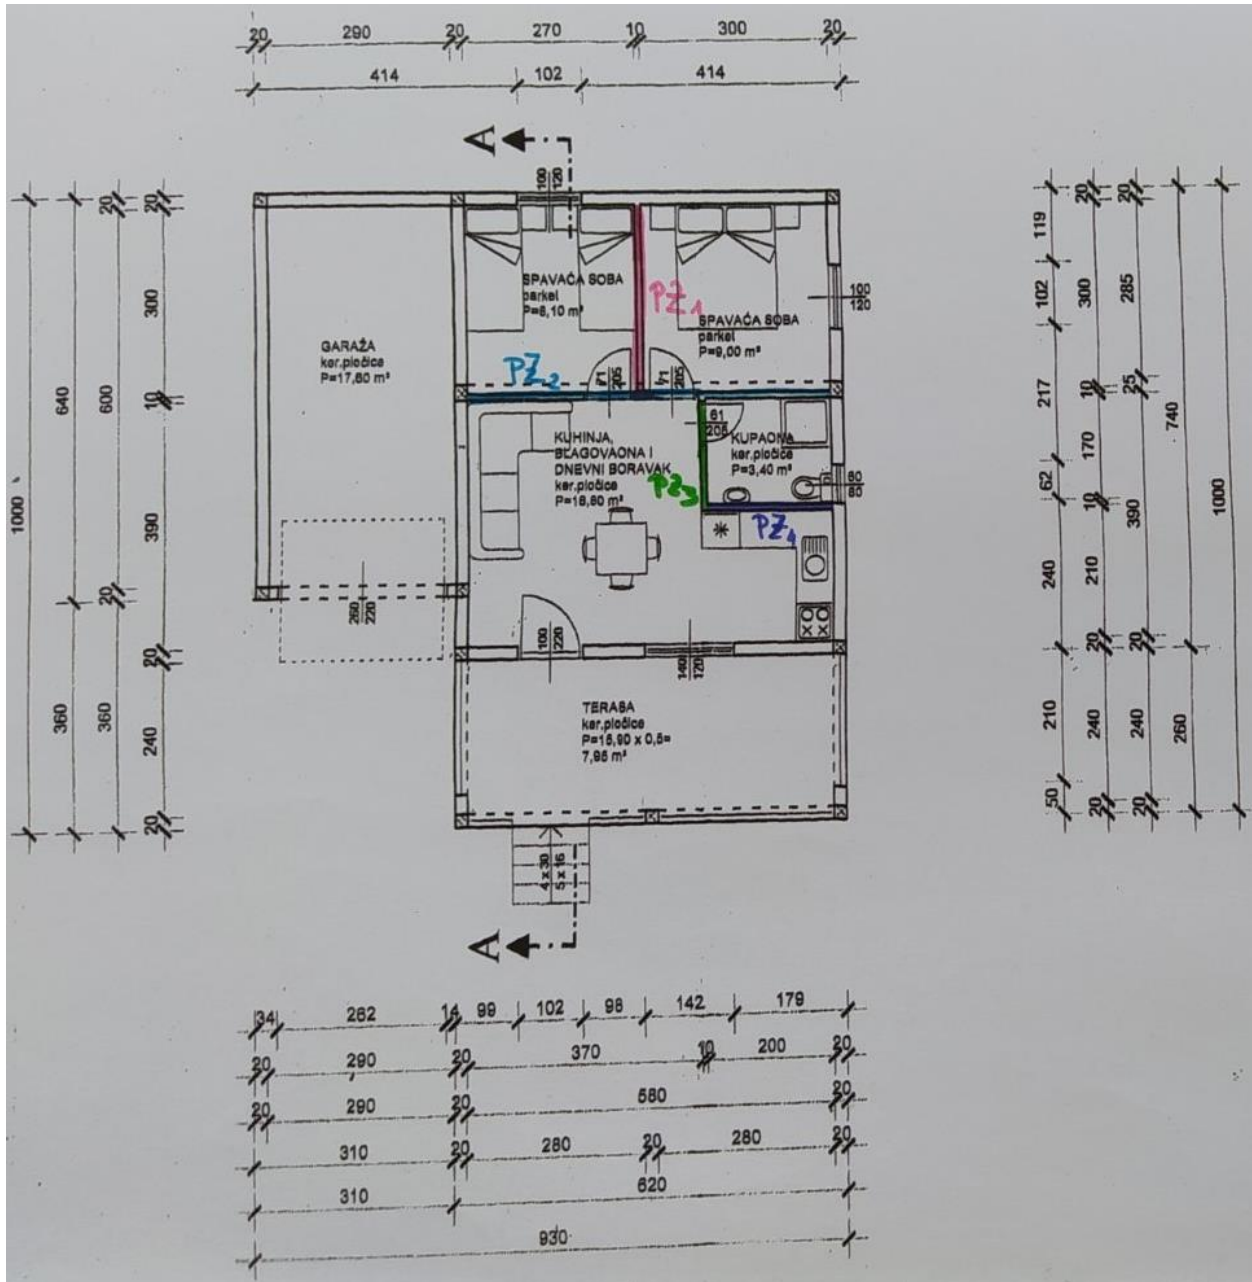 20 290 20 270 10 300 20
414 102 414
A
100
120
SPAVAĆA SOBA
parket
P=8,10 m²
PZ1
SPAVAĆA SOBA
parket
P=9,00 m²
100
120
GARAŽA
ker.pločice
P=17,60 m²
PZ2
71
205
71
205
KUHINJA,
BLAGOVAONA I
DNEVNI BORAVAK
ker.pločice
P=18,60 m²
61
205
KUPAONA
ker.pločice
P=3,40 m²
60
60
PZ3
PZ4
260
220
100
220
140
120
TERASA
ker.pločice
P=15,90 x 0,5=
7,95 m²
4 x 30
5 x 16
A
1000
640 360
20 600 20 360
20 300 10 390 20 240 20
119 102 217 62 240 210 50
20 300 10 170 10 210 20 240 20
20 285 25 390 20 240 20
740 260
1000
34 262 14 99 102 98 142 179
20 290 20 370 10 200 20
20 290 20 580 20
310 20 280 20 280 20
310 620
930